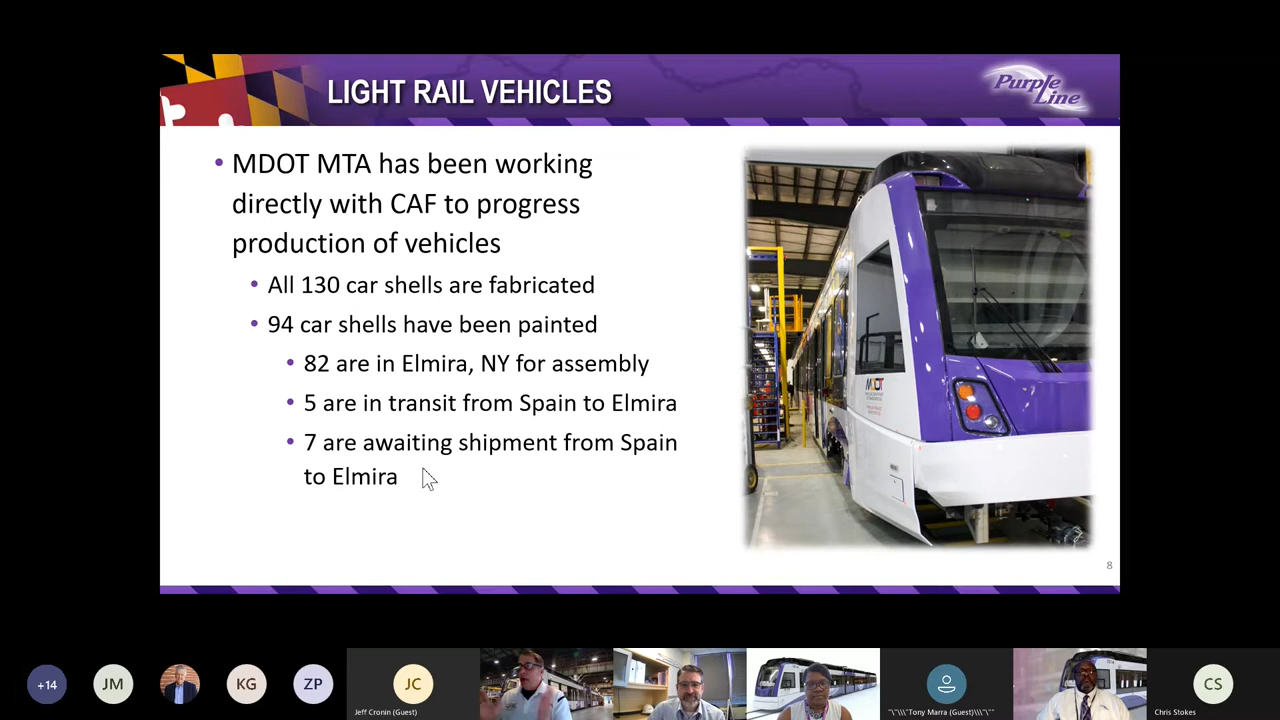 LIGHT RAIL VEHICLES
Purple
Line
• MDOT MTA has been working
directly with CAF to progress
production of vehicles
• All 130 car shells are fabricated
• 94 car shells have been painted
• 82 are in Elmira, NY for assembly
• 5 are in transit from Spain to Elmira
• 7 are awaiting shipment from Spain
to Elmira
MDOT
8
+14
JM
KG
ZP
JC
Jeff Cronin (Guest)
"\"\\\"Tony Marra (Guest)\\\"\""
CS
Chris Stokes